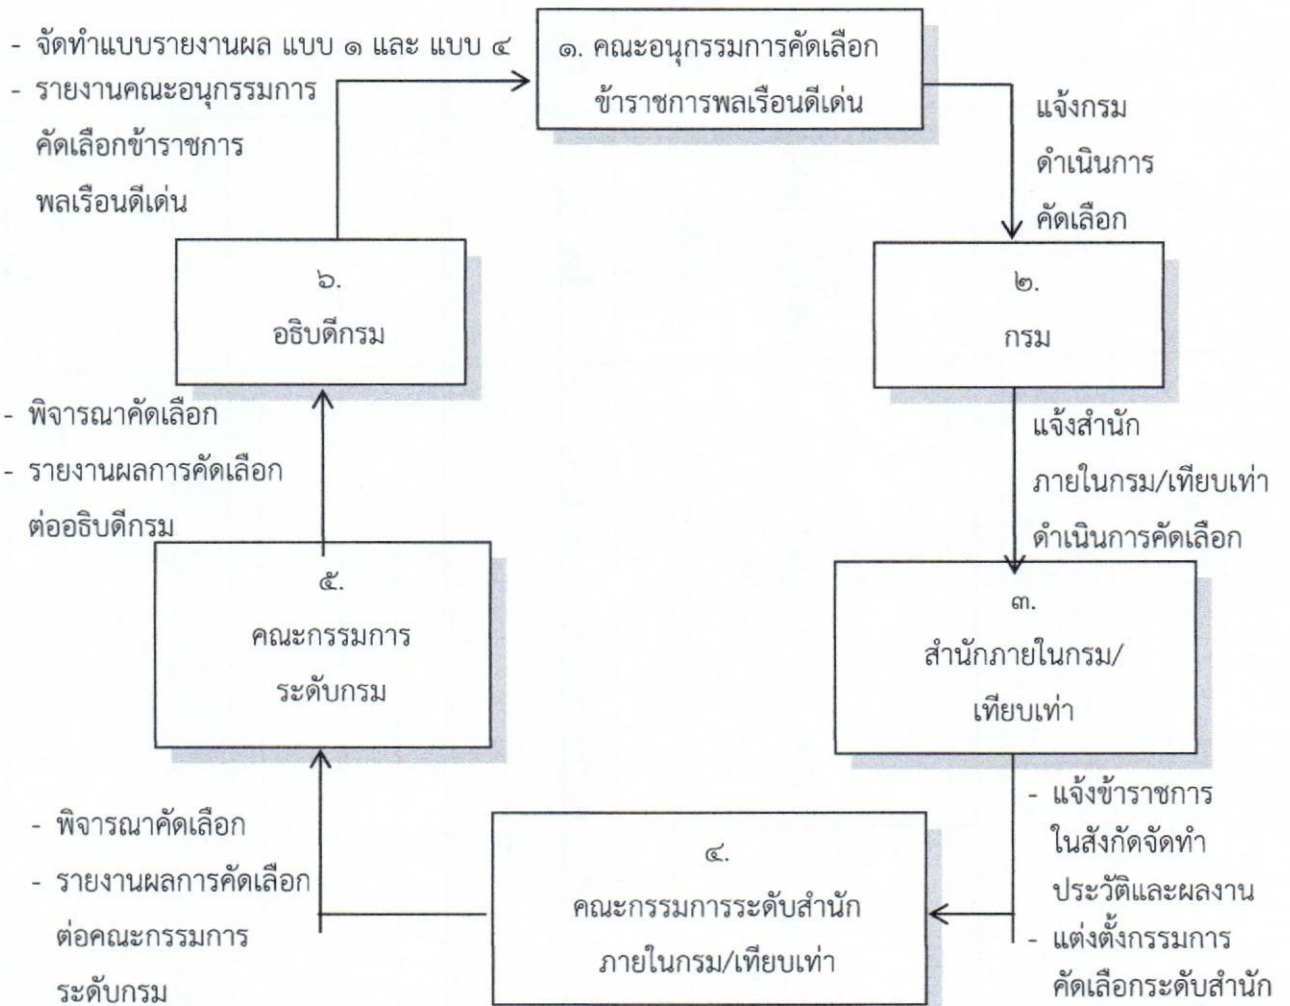 - จัดทำแบบรายงานผล แบบ ๑ และ แบบ ๔
- รายงานคณะอนุกรรมการ
คัดเลือกข้าราชการ
พลเรือนดีเด่น
๑. คณะอนุกรรมการคัดเลือก
ข้าราชการพลเรือนดีเด่น
แจ้งกรม
ดำเนินการ
คัดเลือก
๒.
กรม
แจ้งสำนัก
ภายในกรม/เทียบเท่า
ดำเนินการคัดเลือก
๓.
สำนักภายในกรม/
เทียบเท่า
- แจ้งข้าราชการ
ในสังกัดจัดทำ
ประวัติและผลงาน
- แต่งตั้งกรรมการ
คัดเลือกระดับสำนัก
๔.
คณะกรรมการระดับสำนัก
ภายในกรม/เทียบเท่า
- พิจารณาคัดเลือก
- รายงานผลการคัดเลือก
ต่อคณะกรรมการ
ระดับกรม
๕.
คณะกรรมการ
ระดับกรม
- พิจารณาคัดเลือก
- รายงานผลการคัดเลือก
ต่ออธิบดีกรม
๖.
อธิบดีกรม